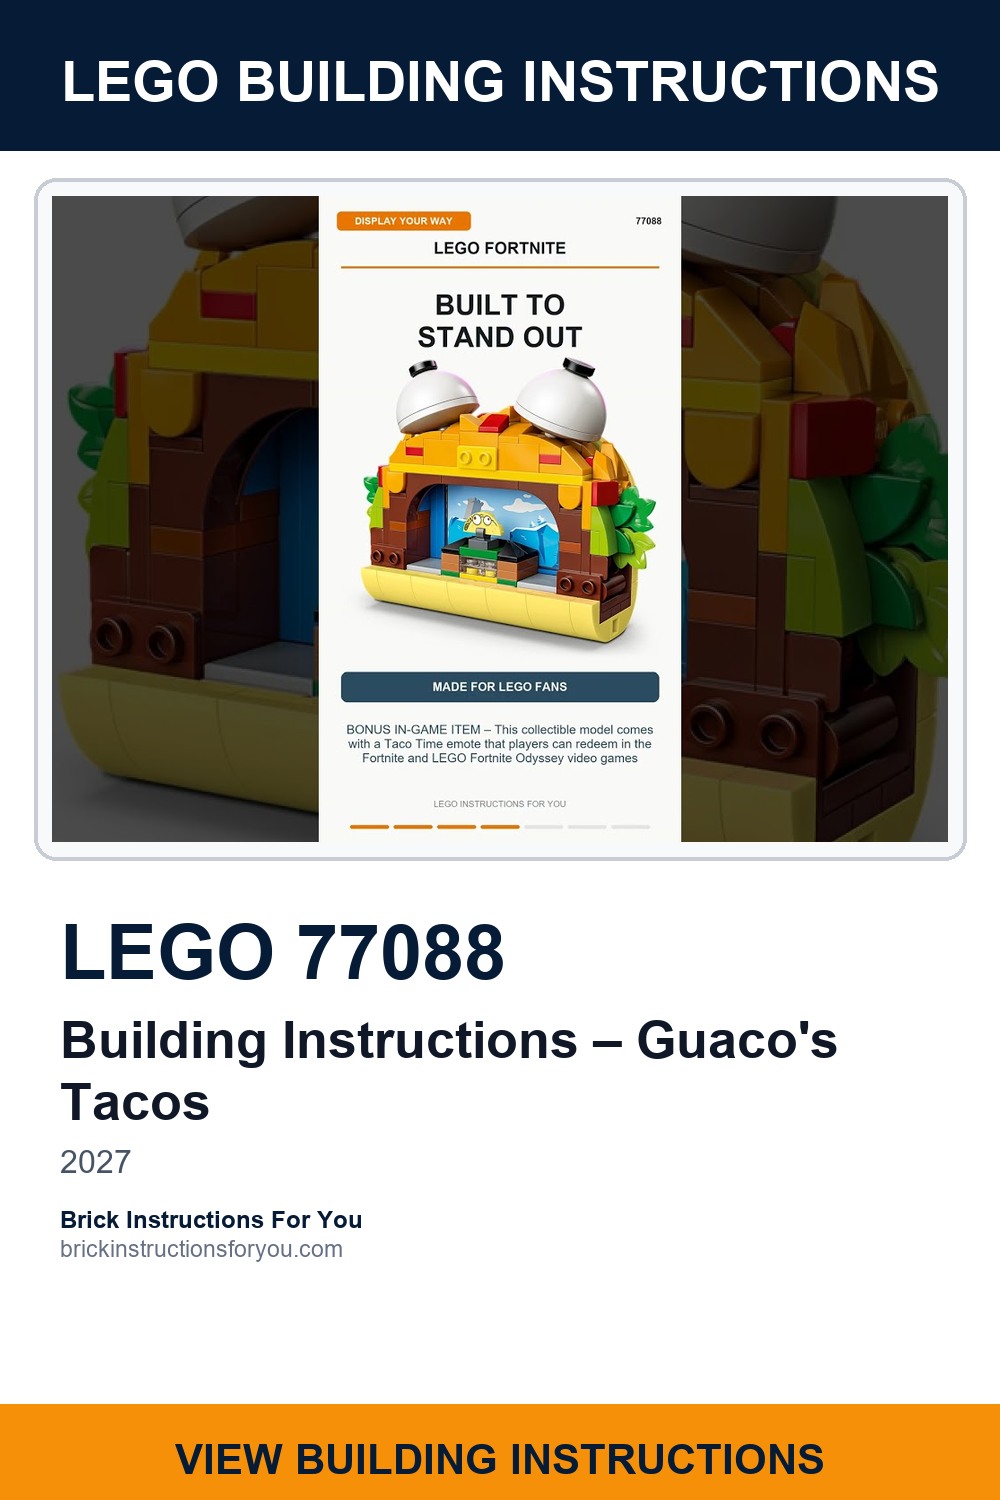 LEGO BUILDING INSTRUCTIONS
DISPLAY YOUR WAY
77088
LEGO FORTNITE
BUILT TO
STAND OUT
MADE FOR LEGO FANS
BONUS IN-GAME ITEM – This collectible model comes
with a Taco Time emote that players can redeem in the
Fortnite and LEGO Fortnite Odyssey video games
LEGO INSTRUCTIONS FOR YOU
LEGO 77088
Building Instructions – Guaco's
Tacos
2027
Brick Instructions For You
brickinstructionsforyou.com
VIEW BUILDING INSTRUCTIONS